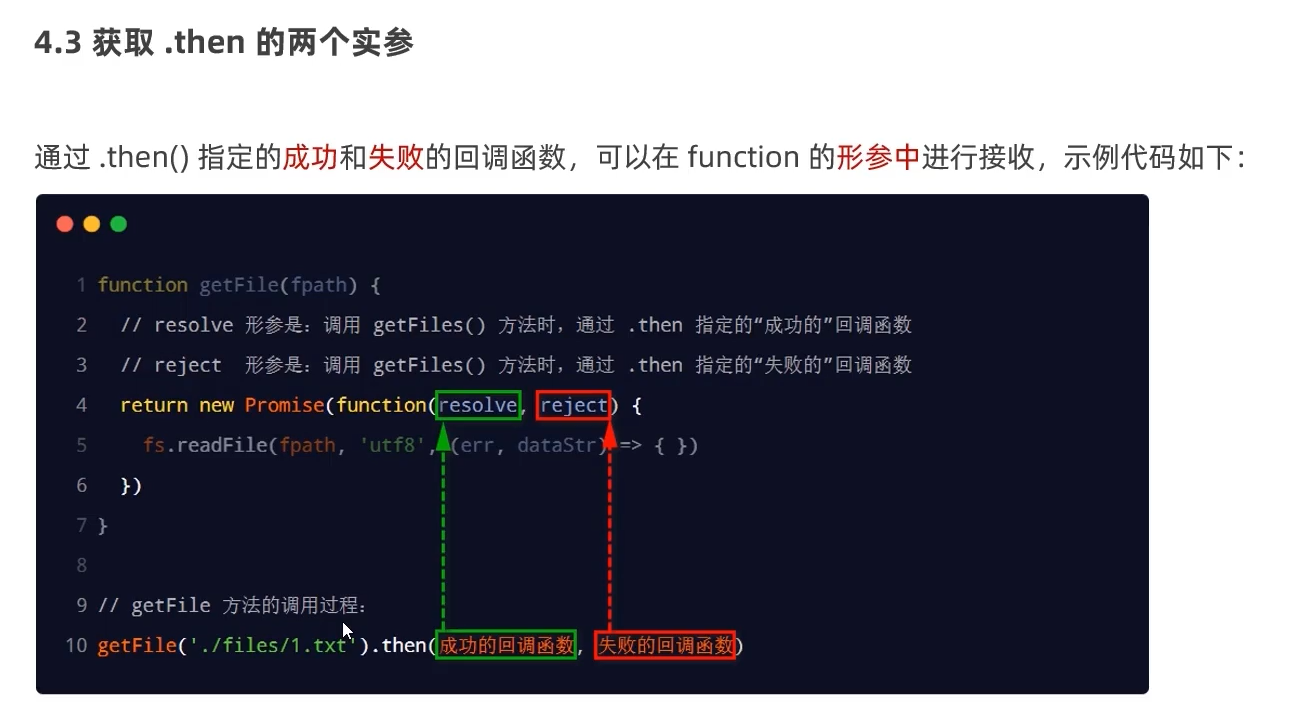 4.3 获取 .then 的两个实参
通过 .then() 指定的成功和失败的回调函数，可以在 function 的形参中进行接收，示例代码如下：
1 function getFile(fpath) {
2   // resolve 形参是：调用 getFiles() 方法时，通过 .then 指定的“成功的”回调函数
3   // reject  形参是：调用 getFiles() 方法时，通过 .then 指定的“失败的”回调函数
4   return new Promise(function(resolve, reject) {
5     fs.readFile(fpath, 'utf8', (err, dataStr) => { })
6   })
7 }
8
9 // getFile 方法的调用过程：
10 getFile('./files/1.txt').then(成功的回调函数, 失败的回调函数)